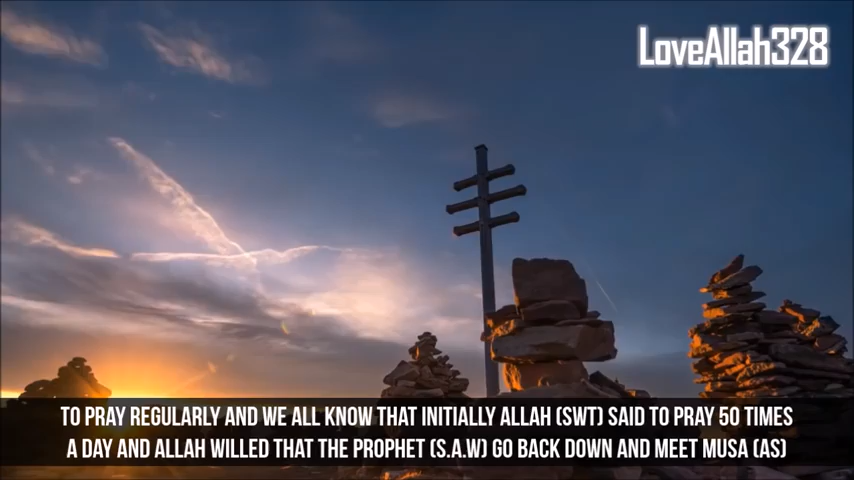 LoveAllah328
TO PRAY REGULARLY AND WE ALL KNOW THAT INITIALLY ALLAH (SWT) SAID TO PRAY 50 TIMES
A DAY AND ALLAH WILLED THAT THE PROPHET (S.A.W) GO BACK DOWN AND MEET MUSA (AS)